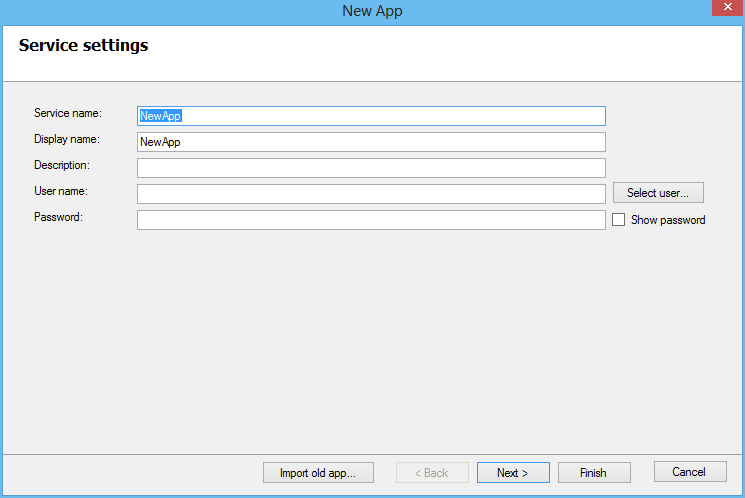 New App
Service settings
Service name: NewApp
Display name: NewApp
Description:
User name: Select user...
Password: Show password
Import old app... < Back Next > Finish Cancel